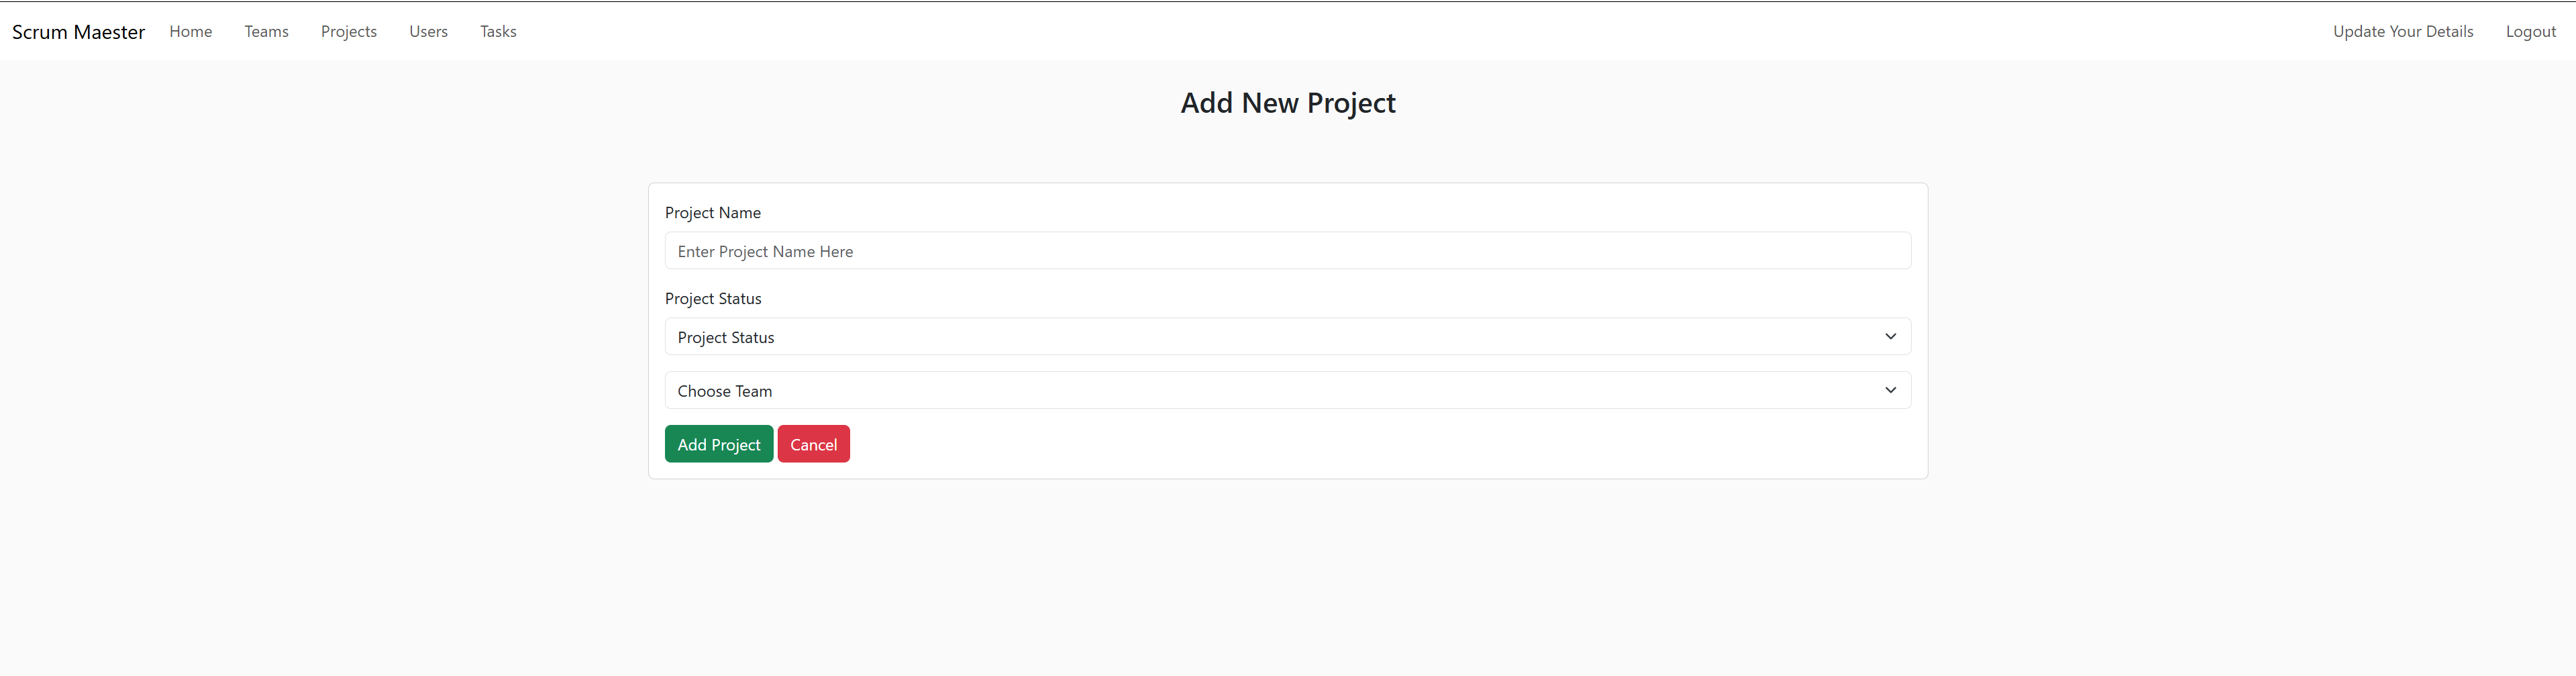 Scrum Maester Home Teams Projects Users Tasks Update Your Details Logout
Add New Project
Project Name
Enter Project Name Here
Project Status
Project Status
Choose Team
Add Project Cancel